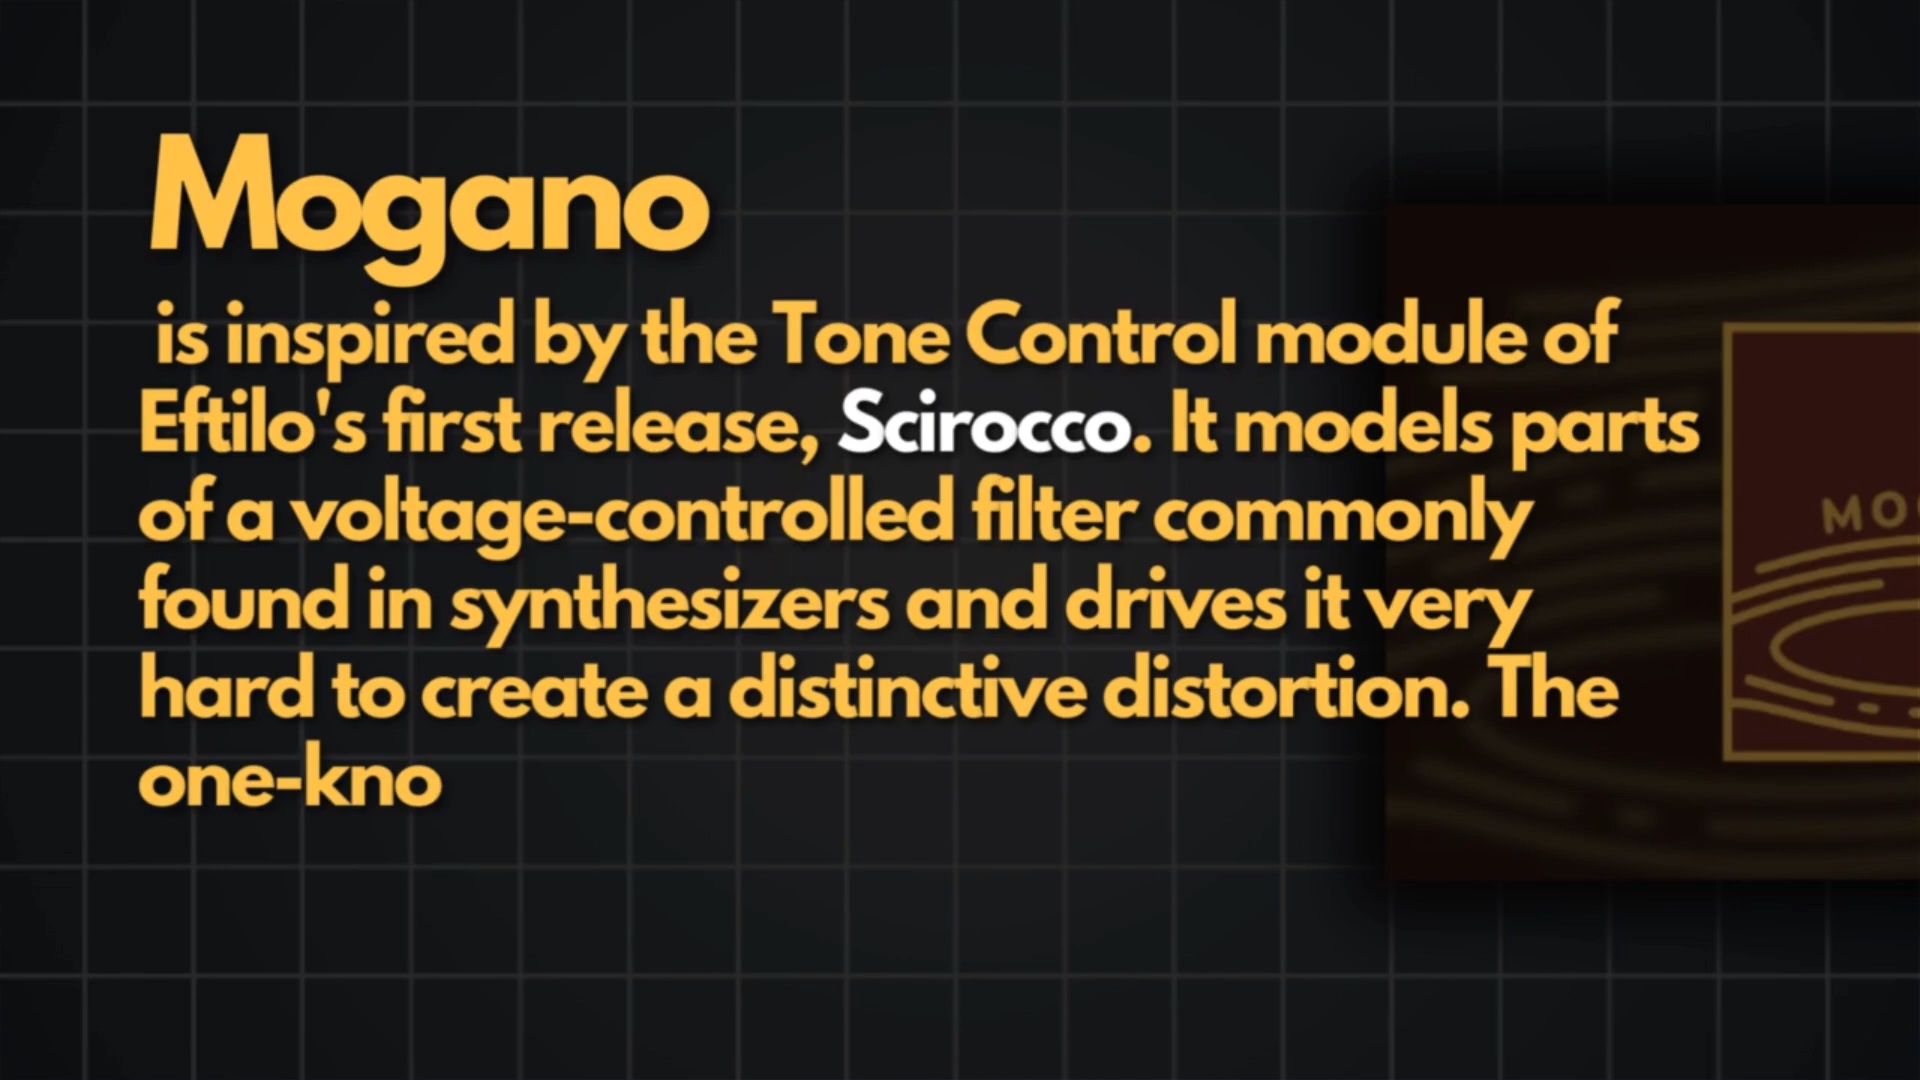 Mogano
is inspired by the Tone Control module of
Eftilo's first release, Scirocco. It models parts
of a voltage-controlled filter commonly
found in synthesizers and drives it very
hard to create a distinctive distortion. The
one-kno
MO